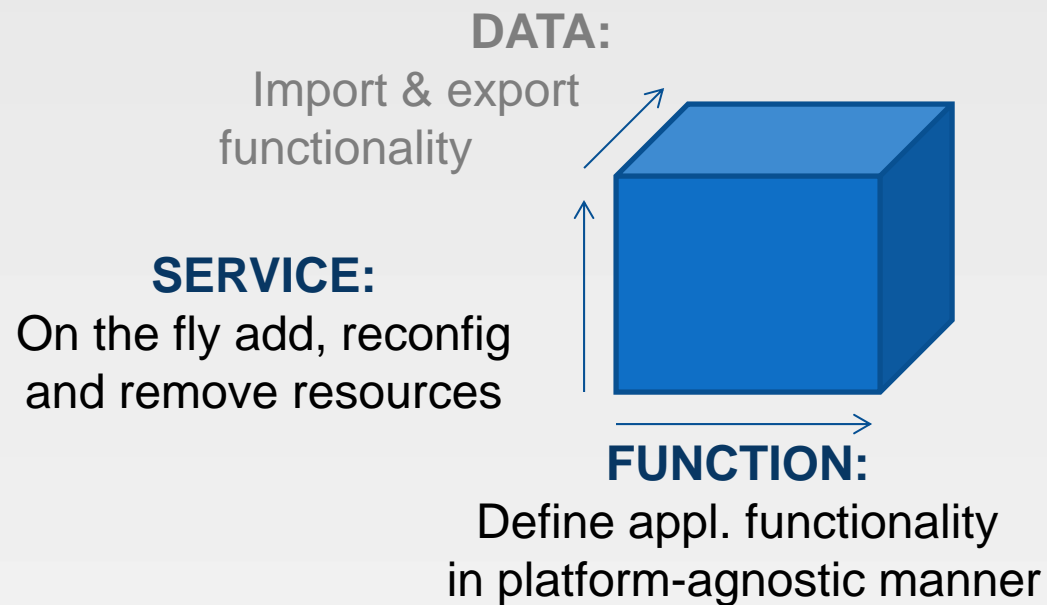 DATA:
Import & export
functionality
SERVICE:
On the fly add, reconfig
and remove resources
FUNCTION:
Define appl. functionality
in platform-agnostic manner